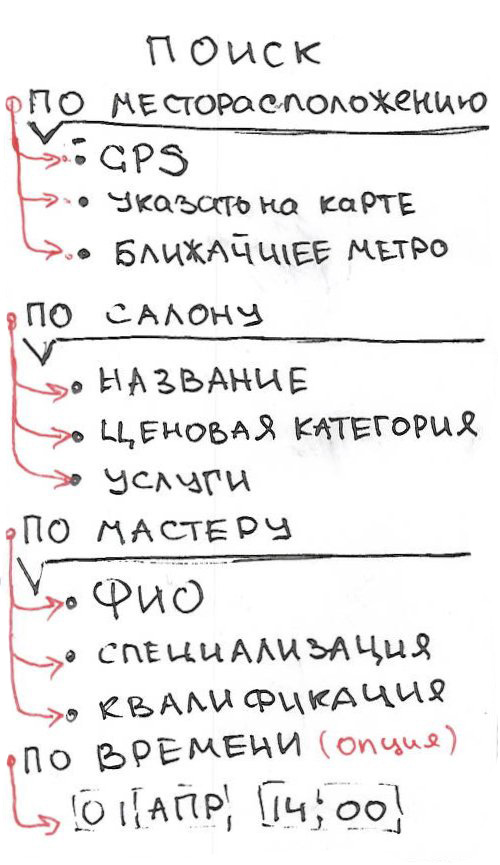 ПОИСК
ПО МЕСТОРАСПОЛОЖЕНИЮ
GPS
УКАЗАТЬ НА КАРТЕ
БЛИЖАЙШЕЕ МЕТРО
ПО САЛОНУ
НАЗВАНИЕ
ЦЕНОВАЯ КАТЕГОРИЯ
УСЛУГИ
ПО МАСТЕРУ
ФИО
СПЕЦИАЛИЗАЦИЯ
КВАЛИФИКАЦИЯ
ПО ВРЕМЕНИ (ОПЦИЯ)
01 АПР, 14:00